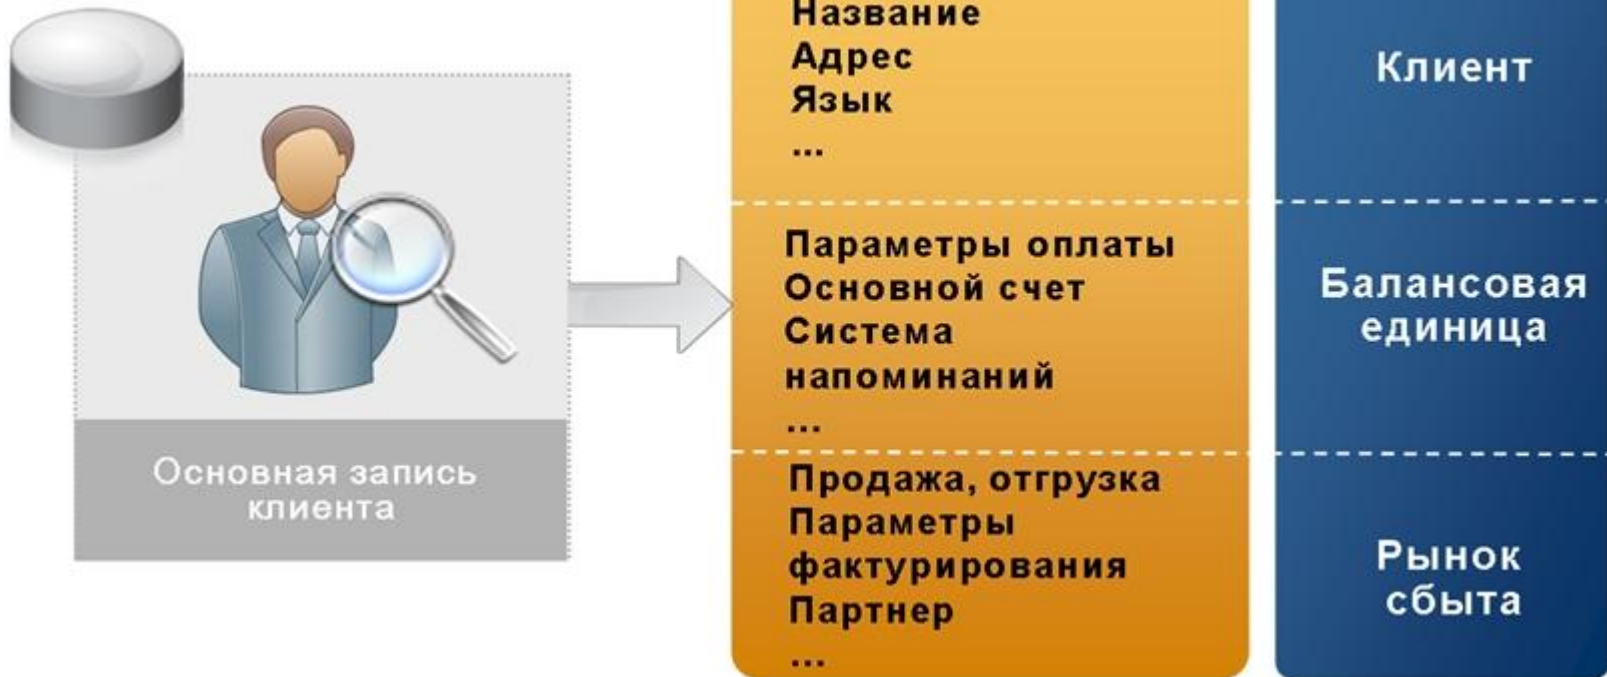 Основная запись
клиента
Название
Адрес
Язык
...
Параметры оплаты
Основной счет
Система
напоминаний
...
Продажа, отгрузка
Параметры
фактурирования
Партнер
...
Клиент
Балансовая
единица
Рынок
сбыта